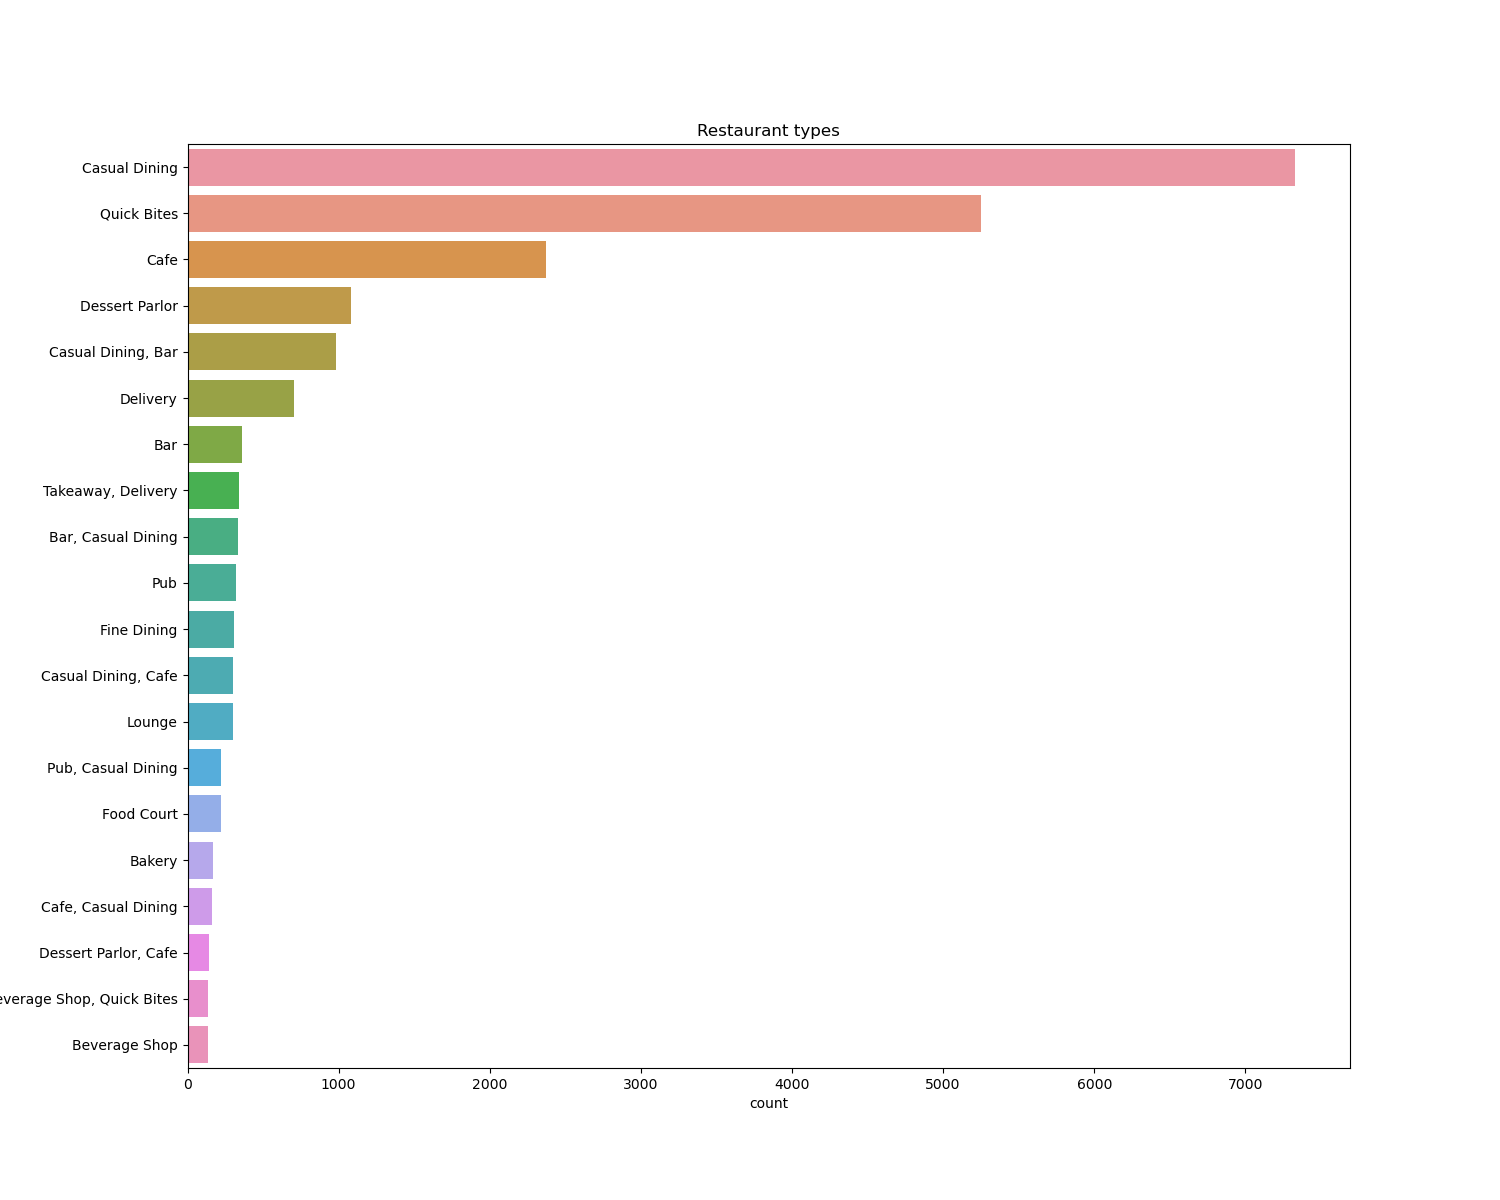 Restaurant types
Casual Dining
Quick Bites
Cafe
Dessert Parlor
Casual Dining, Bar
Delivery
Bar
Takeaway, Delivery
Bar, Casual Dining
Pub
Fine Dining
Casual Dining, Cafe
Lounge
Pub, Casual Dining
Food Court
Bakery
Cafe, Casual Dining
Dessert Parlor, Cafe
everage Shop, Quick Bites
Beverage Shop
0 1000 2000 3000 4000 5000 6000 7000
count